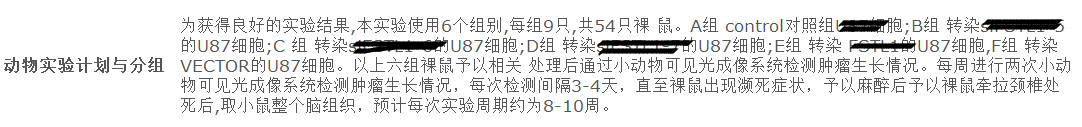 为获得良好的实验结果,本实验使用6个组别,每组9只,共54只裸 鼠。A组 control对照组 细胞;B组 转染
的U87细胞;C 组 转染 的U87细胞;D组 转染 的U87细胞;E组 转染 的U87细胞,F组 转染
动物实验计划与分组
VECTOR的U87细胞。以上六组裸鼠予以相关 处理后通过小动物可见光成像系统检测肿瘤生长情况。每周进行两次小动
物可见光成像系统检测肿瘤生长情况，每次检测间隔3-4天，直至裸鼠出现濒死症状，予以麻醉后予以裸鼠牵拉颈椎处
死后,取小鼠整个脑组织，预计每次实验周期约为8-10周。